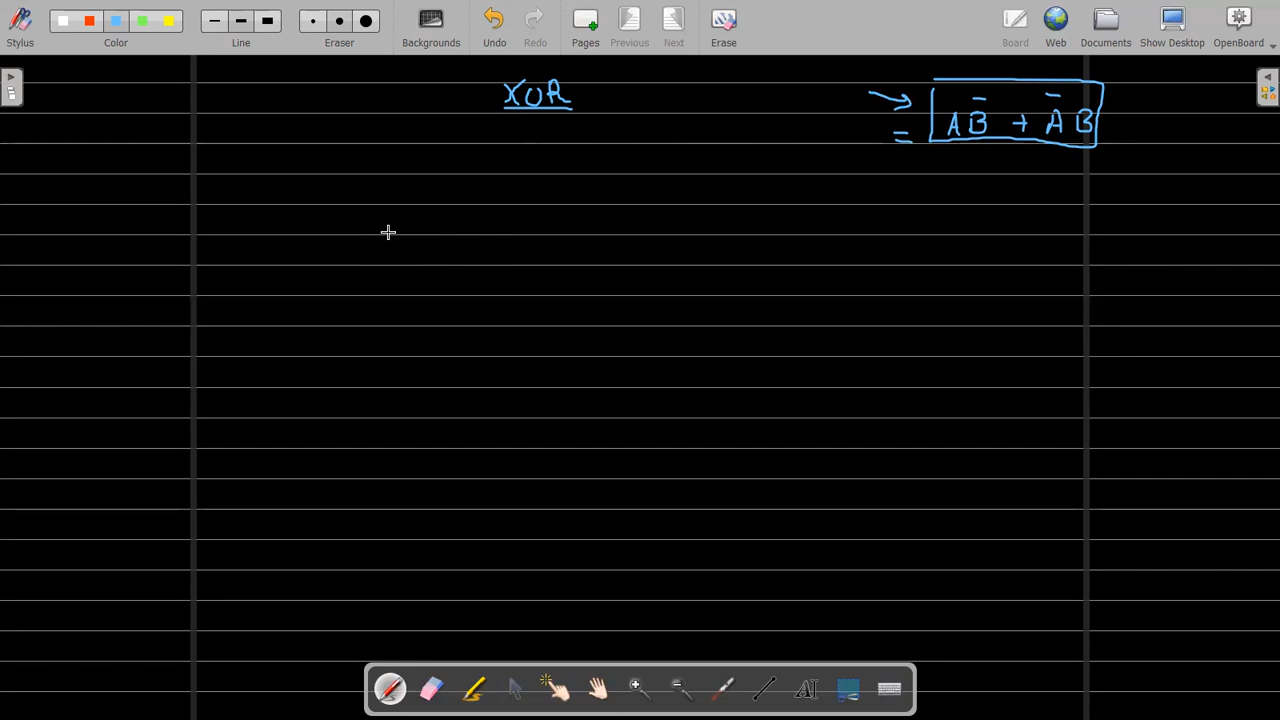 Stylus Color Line Eraser Backgrounds Undo Redo Pages Previous Next Erase Board Web Documents Show Desktop OpenBoard
XOR
= AB̅ + A̅B